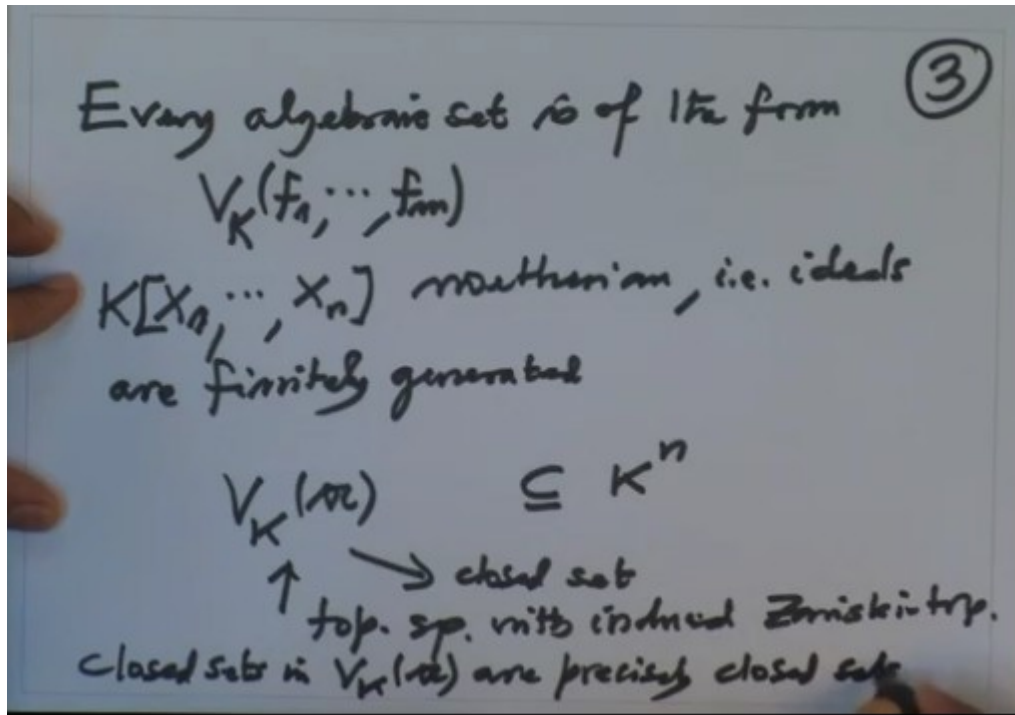 ③
Every algebraic set is of the form
V_K(f_1, ..., f_m)
K[X_1, ..., X_n] noetherian, i.e. ideals
are finitely generated
V_K(𝔞) ⊆ K^n
↑ ↘ closed set
top. sp. with induced Zariski top.
Closed sets in V_K(𝔞) are precisely closed sets